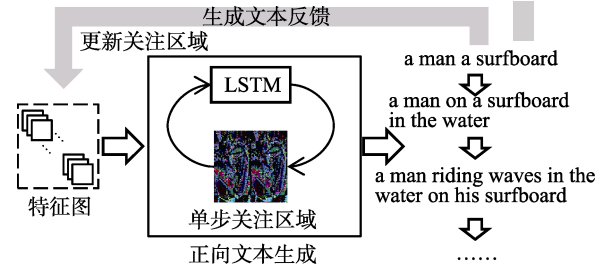 生成文本反馈
更新关注区域
LSTM
单步关注区域
正向文本生成
特征图
a man a surfboard
a man on a surfboard
in the water
a man riding waves in the
water on his surfboard
……